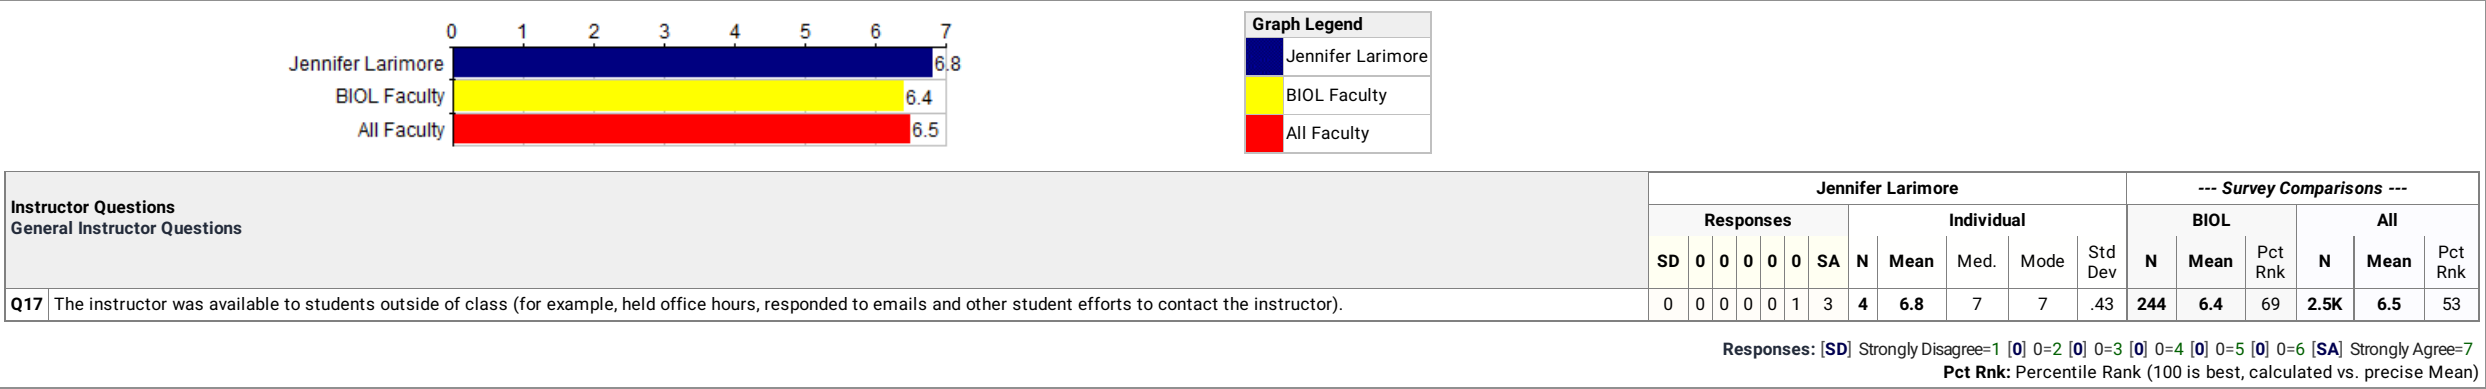 0 1 2 3 4 5 6 7
Jennifer Larimore 6.8
BIOL Faculty 6.4
All Faculty 6.5
Graph Legend
Jennifer Larimore
BIOL Faculty
All Faculty
Instructor Questions
General Instructor Questions
Jennifer Larimore --- Survey Comparisons ---
Responses Individual BIOL All
SD 0 0 0 0 0 SA N Mean Med. Mode Std Dev N Mean Pct Rnk N Mean Pct Rnk
Q17 The instructor was available to students outside of class (for example, held office hours, responded to emails and other student efforts to contact the instructor). 0 0 0 0 0 1 3 4 6.8 7 7 .43 244 6.4 69 2.5K 6.5 53
Responses: [SD] Strongly Disagree=1 [0] 0=2 [0] 0=3 [0] 0=4 [0] 0=5 [0] 0=6 [SA] Strongly Agree=7
Pct Rnk: Percentile Rank (100 is best, calculated vs. precise Mean)